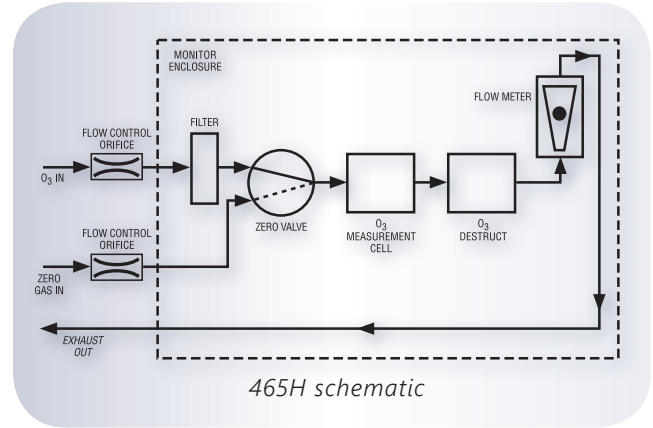 MONITOR
ENCLOSURE
FLOW METER
FLOW CONTROL
ORIFICE
FILTER
O₃ IN
ZERO VALVE
O₃
MEASUREMENT
CELL
O₃
DESTRUCT
FLOW CONTROL
ORIFICE
ZERO
GAS IN
EXHAUST
OUT
465H schematic